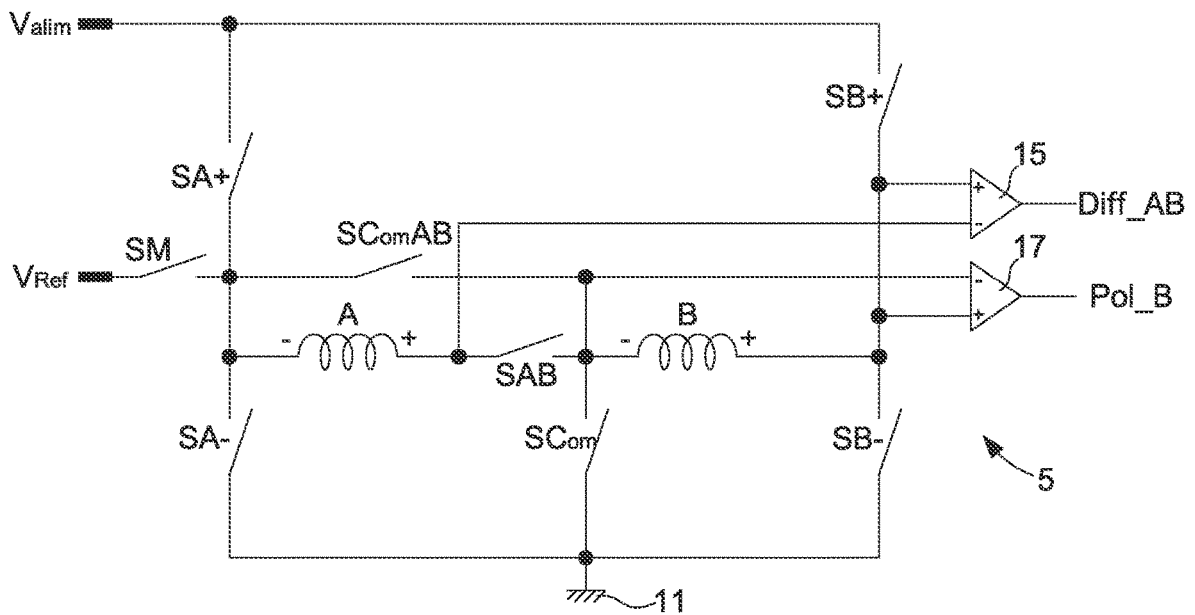 Valim
SB+
15
SA+
+
Diff_AB
-
SM
SComAB
17
VRef
-
Pol_B
A
B
+
- +
- +
SAB
SA-
SCom
SB-
5
11